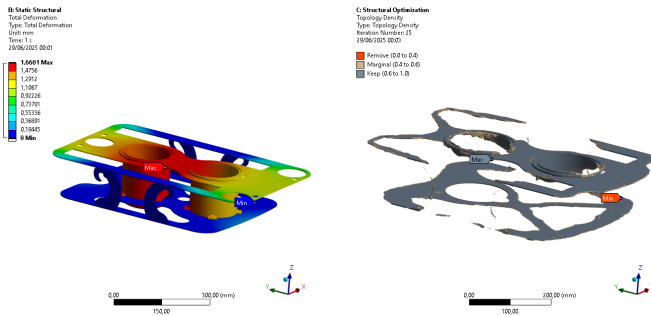 B: Static Structural
Total Deformation
Type: Total Deformation
Unit: mm
Time: 1 s
29/06/2025 00:01
1,6601 Max
1,4756
1,2912
1,1067
0,92226
0,73781
0,55336
0,36891
0,18445
0 Min
Max
Min
Z
Y
X
0,00
300,00 (mm)
150,00
C: Structural Optimization
Topology Density
Type: Topology Density
Iteration Number: 25
29/06/2025 00:03
Remove (0.0 to 0.4)
Marginal (0.4 to 0.6)
Keep (0.6 to 1.0)
Max
Min
Z
Y
X
0,00
200,00 (mm)
100,00